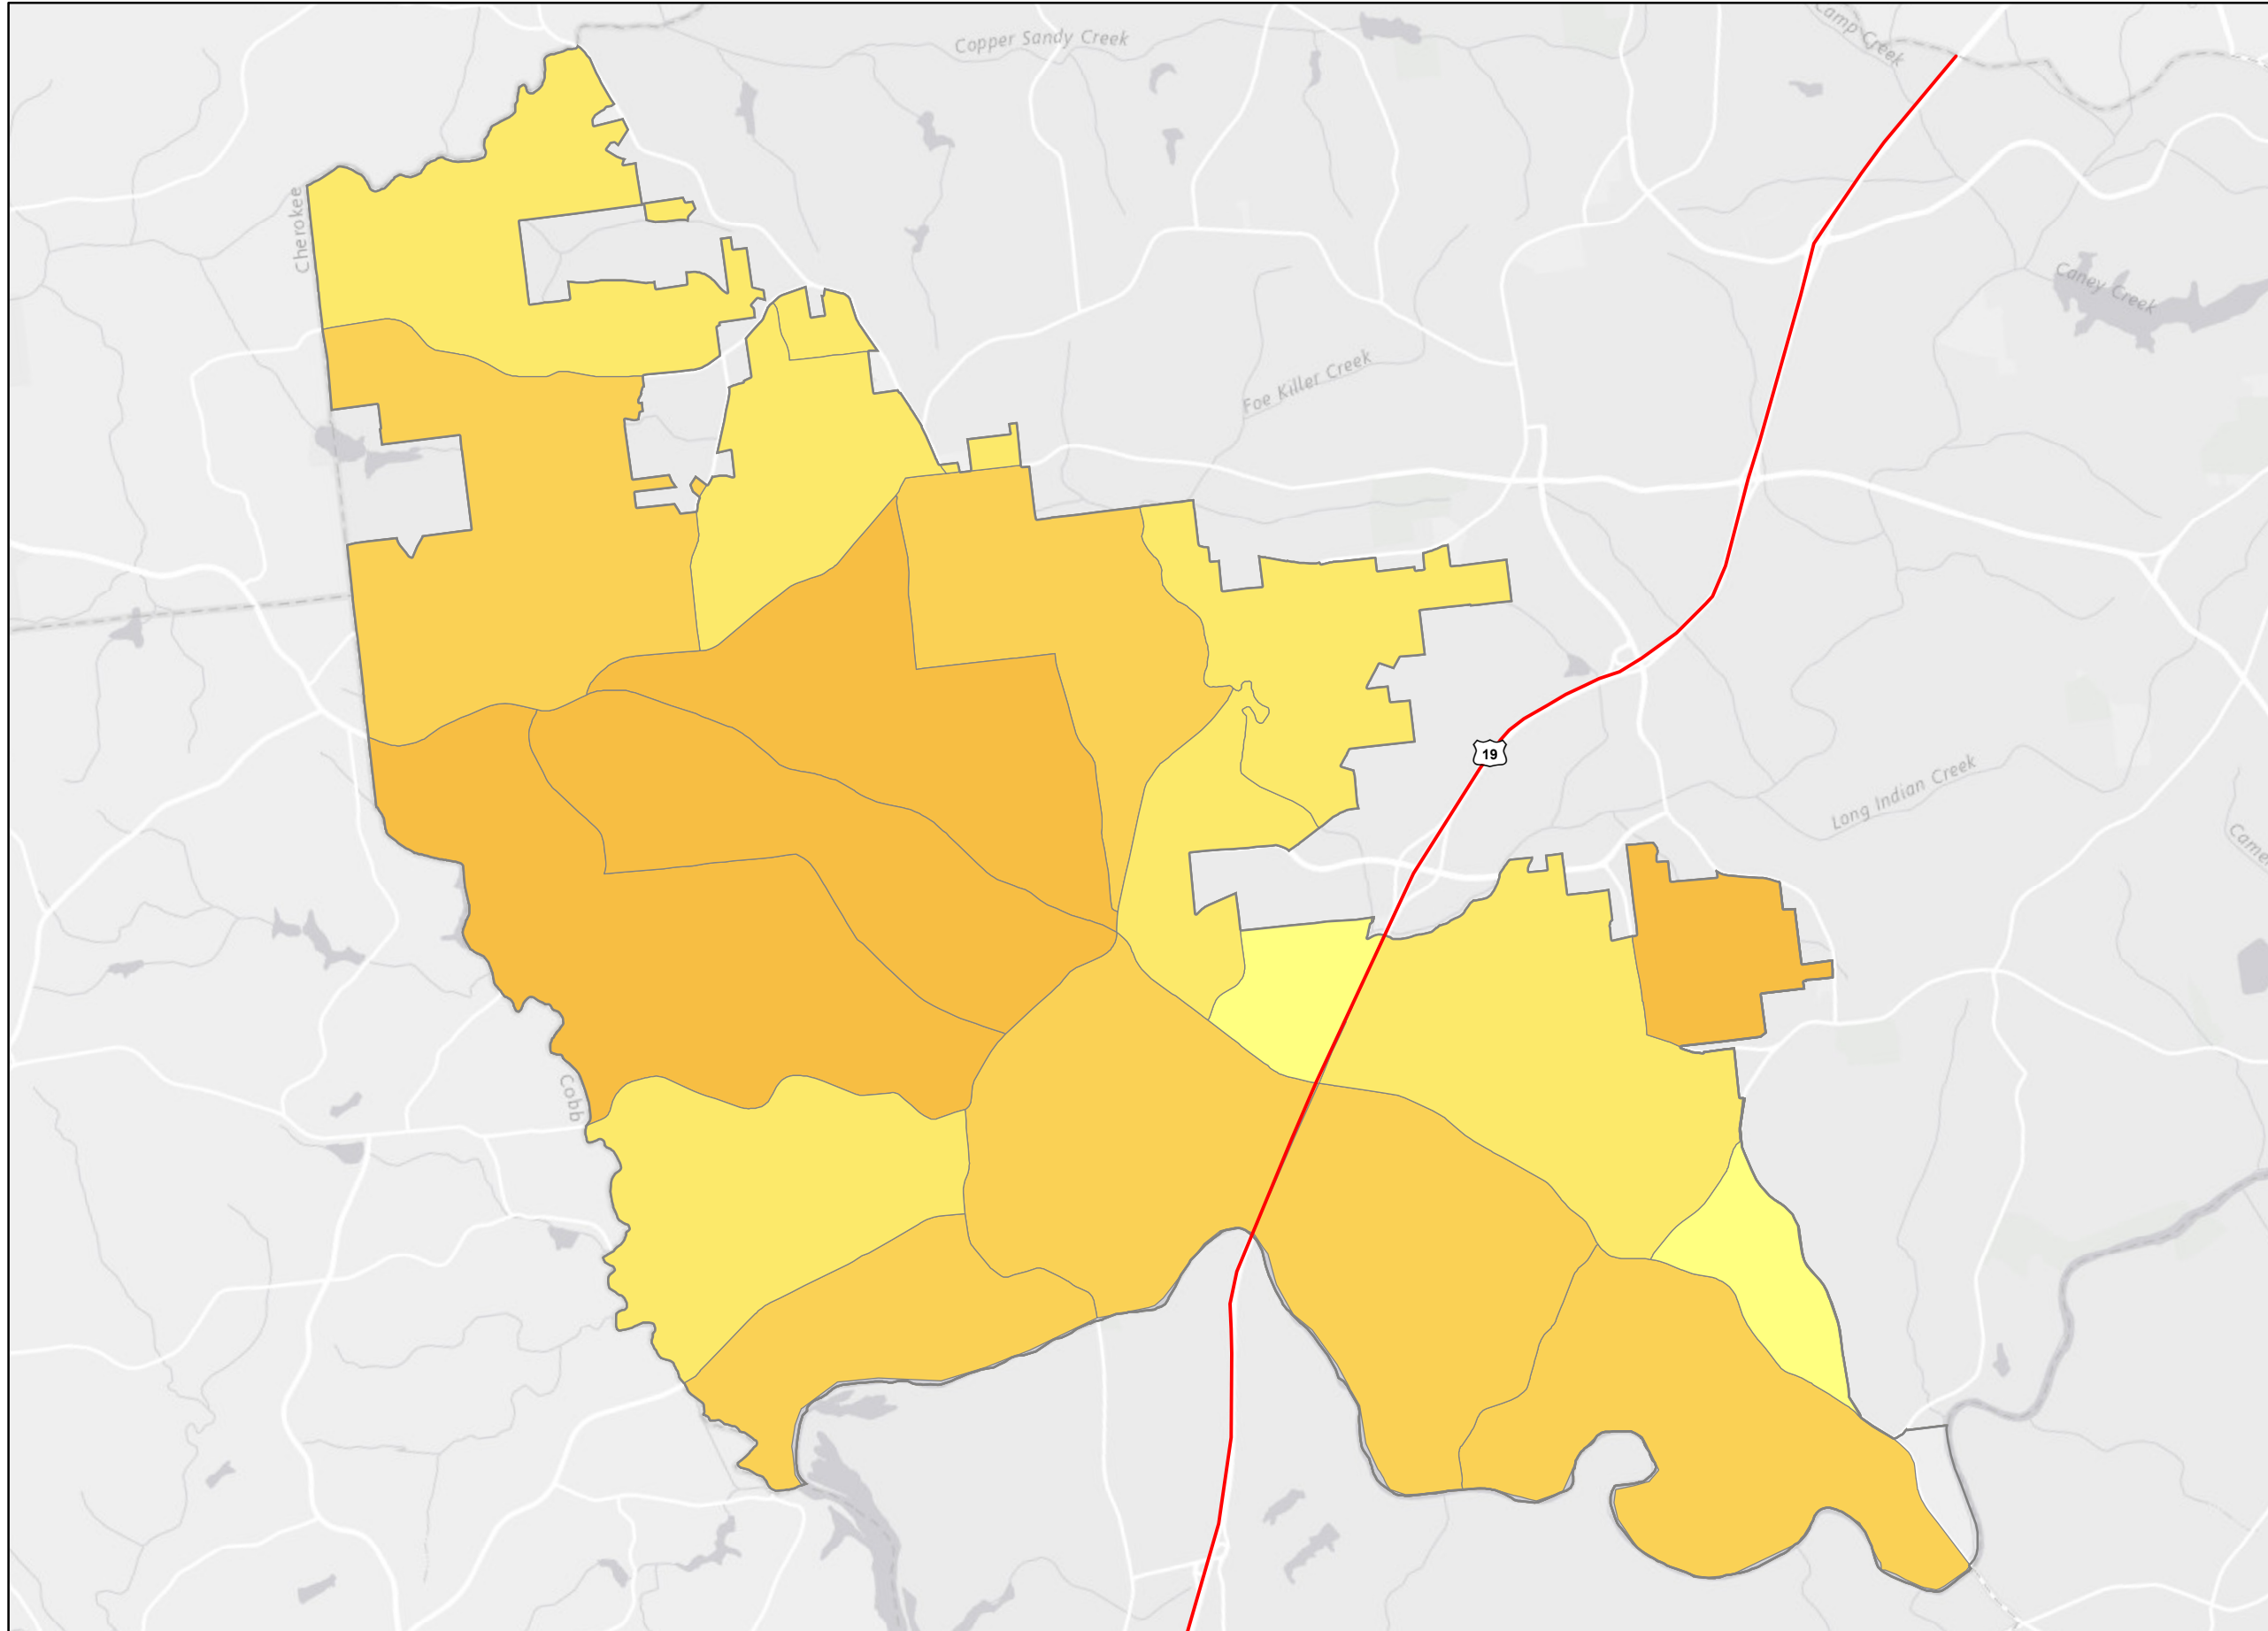 Copper Sandy Creek
Camp Creek
Cherokee
Caney Creek
Foe Killer Creek
19
Long Indian Creek
Cobb